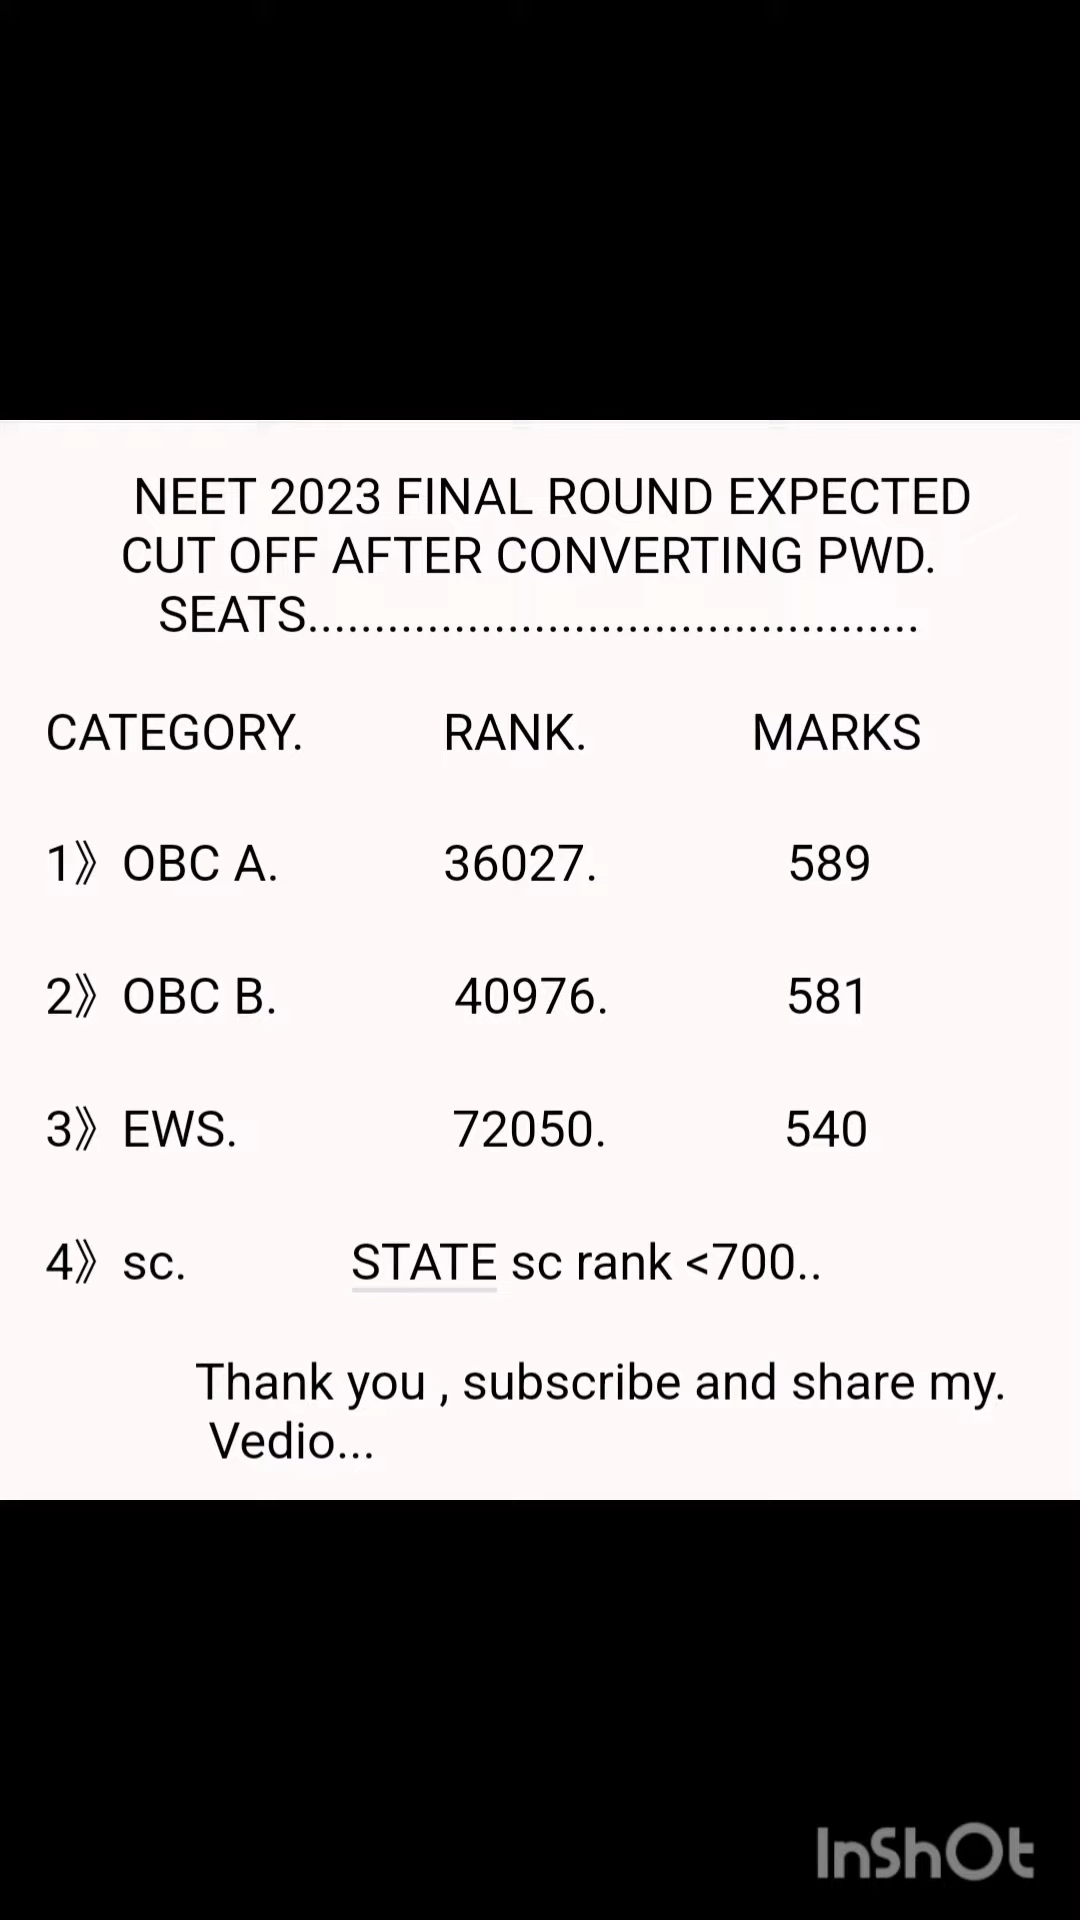 NEET 2023 FINAL ROUND EXPECTED
CUT OFF AFTER CONVERTING PWD.
SEATS..............................................
CATEGORY. RANK. MARKS
1》 OBC A. 36027. 589
2》 OBC B. 40976. 581
3》 EWS. 72050. 540
4》 sc. STATE sc rank <700..
Thank you , subscribe and share my.
Vedio...
InShOt